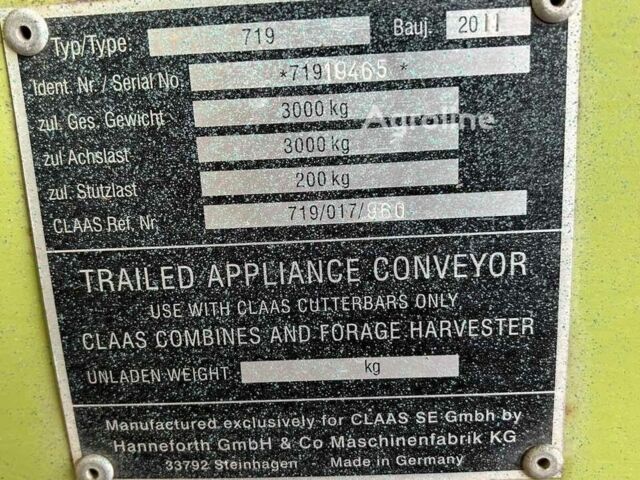 Typ/Type: 719 Bauj. 2011
Ident. Nr./Serial No. *71919465*
zul. Ges. Gewicht 3000 kg
zul Achslast 3000 kg
zul. Stützlast 200 kg
CLAAS Ref. Nr. 719/017/960
Agroline
TRAILED APPLIANCE CONVEYOR
USE WITH CLAAS CUTTERBARS ONLY
CLAAS COMBINES AND FORAGE HARVESTER
UNLADEN WEIGHT kg
Manufactured exclusively for CLAAS SE Gmbh by
Hanneforth GmbH & Co Maschinenfabrik KG
33792 Steinhagen Made in Germany